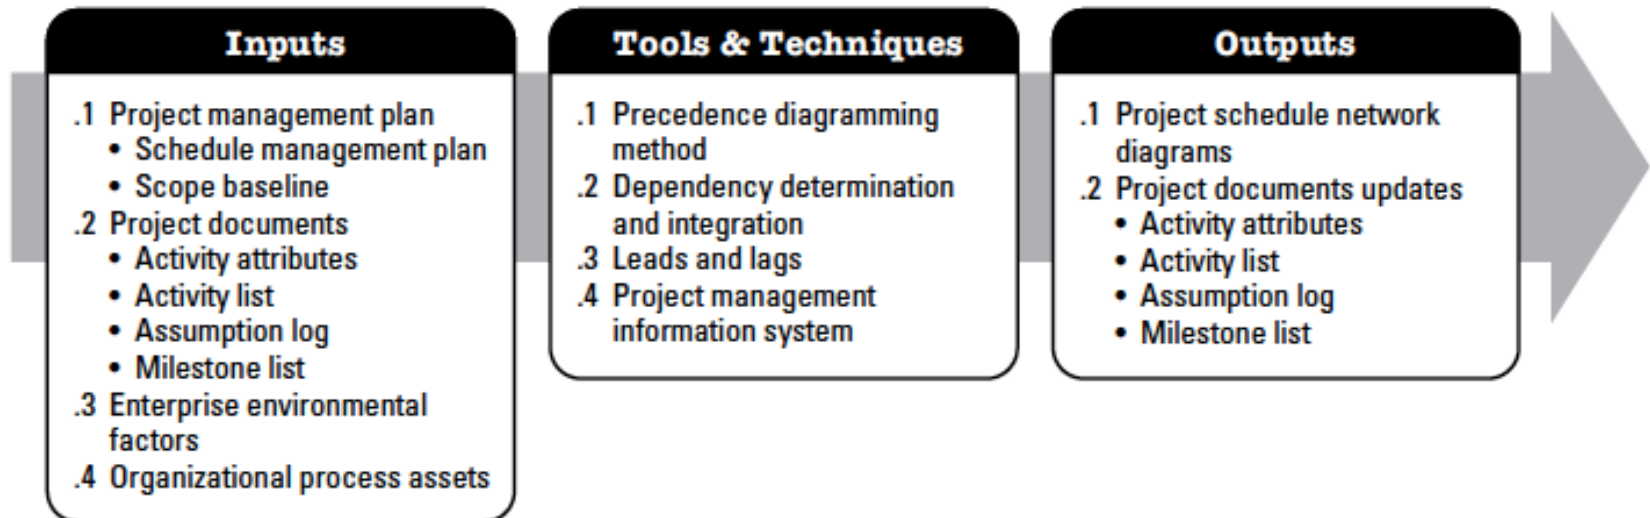 Inputs
.1 Project management plan
• Schedule management plan
• Scope baseline
.2 Project documents
• Activity attributes
• Activity list
• Assumption log
• Milestone list
.3 Enterprise environmental
factors
.4 Organizational process assets
Tools & Techniques
.1 Precedence diagramming
method
.2 Dependency determination
and integration
.3 Leads and lags
.4 Project management
information system
Outputs
.1 Project schedule network
diagrams
.2 Project documents updates
• Activity attributes
• Activity list
• Assumption log
• Milestone list